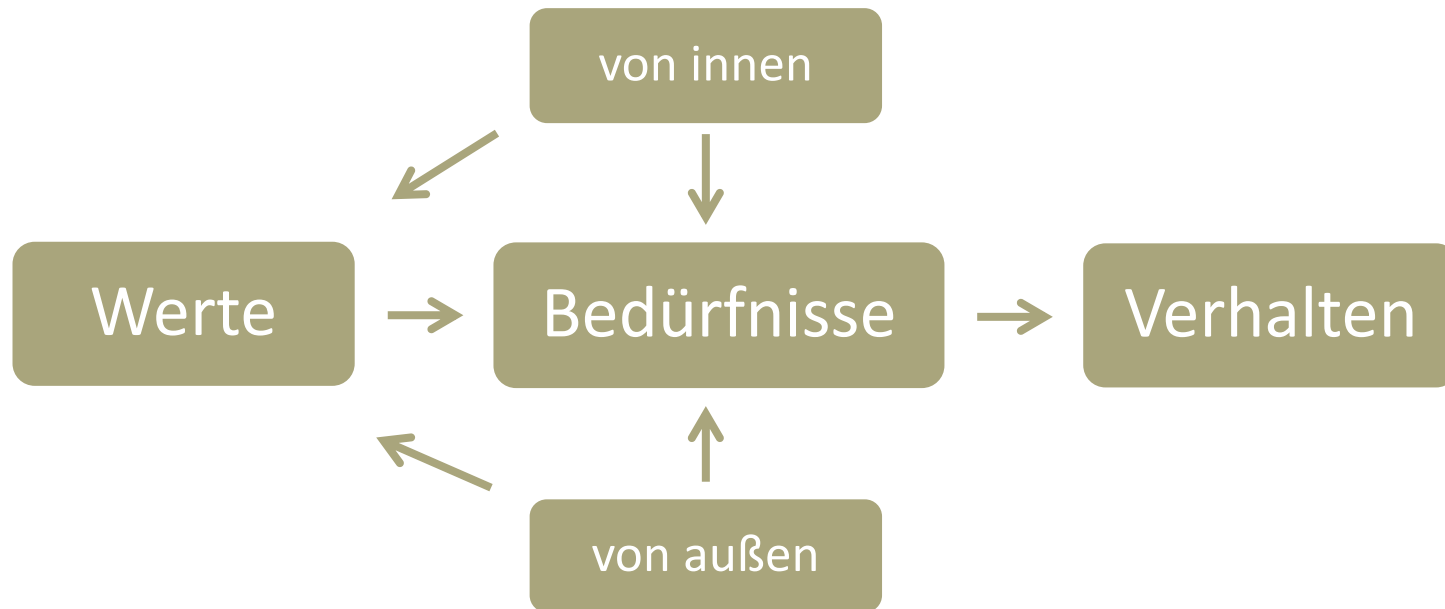 von innen
Werte
Bedürfnisse
Verhalten
von außen